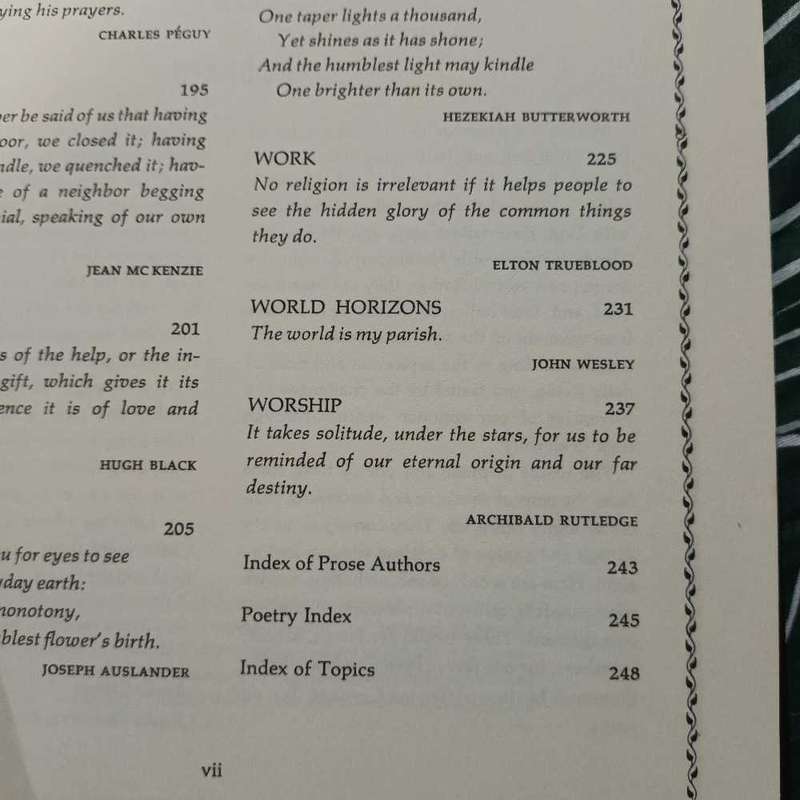 ying his prayers.
CHARLES PÉGUY
195
er be said of us that having
oor, we closed it; having
ndle, we quenched it; hav-
e of a neighbor begging
ial, speaking of our own
JEAN MC KENZIE
201
s of the help, or the in-
gift, which gives it its
ence it is of love and
HUGH BLACK
205
u for eyes to see
yday earth:
monotony,
blest flower's birth.
JOSEPH AUSLANDER
One taper lights a thousand,
Yet shines as it has shone;
And the humblest light may kindle
One brighter than its own.
HEZEKIAH BUTTERWORTH
WORK 225
No religion is irrelevant if it helps people to
see the hidden glory of the common things
they do.
ELTON TRUEBLOOD
WORLD HORIZONS 231
The world is my parish.
JOHN WESLEY
WORSHIP 237
It takes solitude, under the stars, for us to be
reminded of our eternal origin and our far
destiny.
ARCHIBALD RUTLEDGE
Index of Prose Authors 243
Poetry Index 245
Index of Topics 248
vii